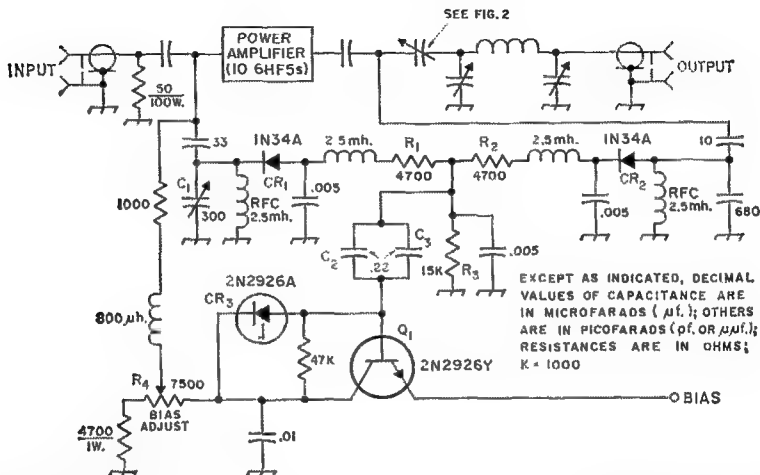 SEE FIG. 2
POWER
AMPLIFIER
(10 6HF5s)
INPUT
OUTPUT
50
100W.
33
1N34A
2.5mh.
R1
R2
2.5mh.
1N34A
10
CR1
4700
4700
CR2
1000
C1
300
RFC
2.5mh.
.005
.005
RFC
2.5mh.
680
C2
C3
.22
15K
R3
.005
2N2926A
CR3
800μh.
47K
Q1
2N2926Y
EXCEPT AS INDICATED, DECIMAL
VALUES OF CAPACITANCE ARE
IN MICROFARADS (μf.); OTHERS
ARE IN PICOFARADS (pf. OR μμf.);
RESISTANCES ARE IN OHMS;
K = 1000
R4
7500
BIAS
ADJUST
BIAS
4700
1W.
.01